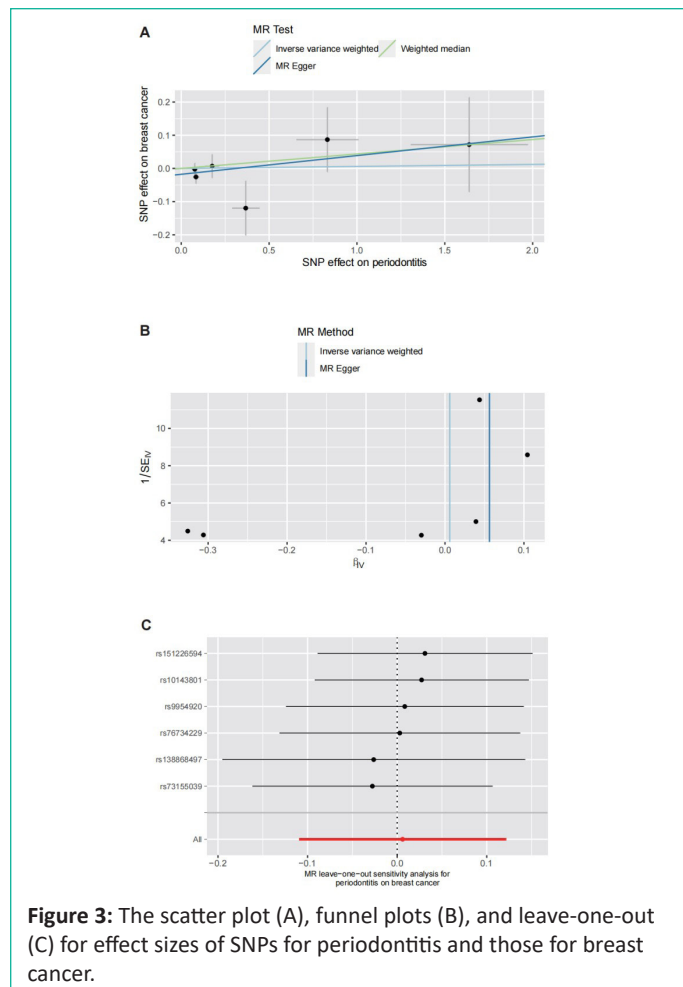 A
MR Test
Inverse variance weighted Weighted median
MR Egger
SNP effect on breast cancer
0.2
0.1
0.0
−0.1
−0.2
0.0 0.5 1.0 1.5 2.0
SNP effect on periodontitis
B
MR Method
Inverse variance weighted
MR Egger
1/SEIV
10
8
6
4
−0.3 −0.2 −0.1 0.0 0.1
βIV
C
rs151226594
rs10143801
rs9954920
rs76734229
rs138868497
rs73155039
All
−0.2 −0.1 0.0 0.1
MR leave−one−out sensitivity analysis for
periodontitis on breast cancer
Figure 3: The scatter plot (A), funnel plots (B), and leave-one-out
(C) for effect sizes of SNPs for periodontitis and those for breast
cancer.